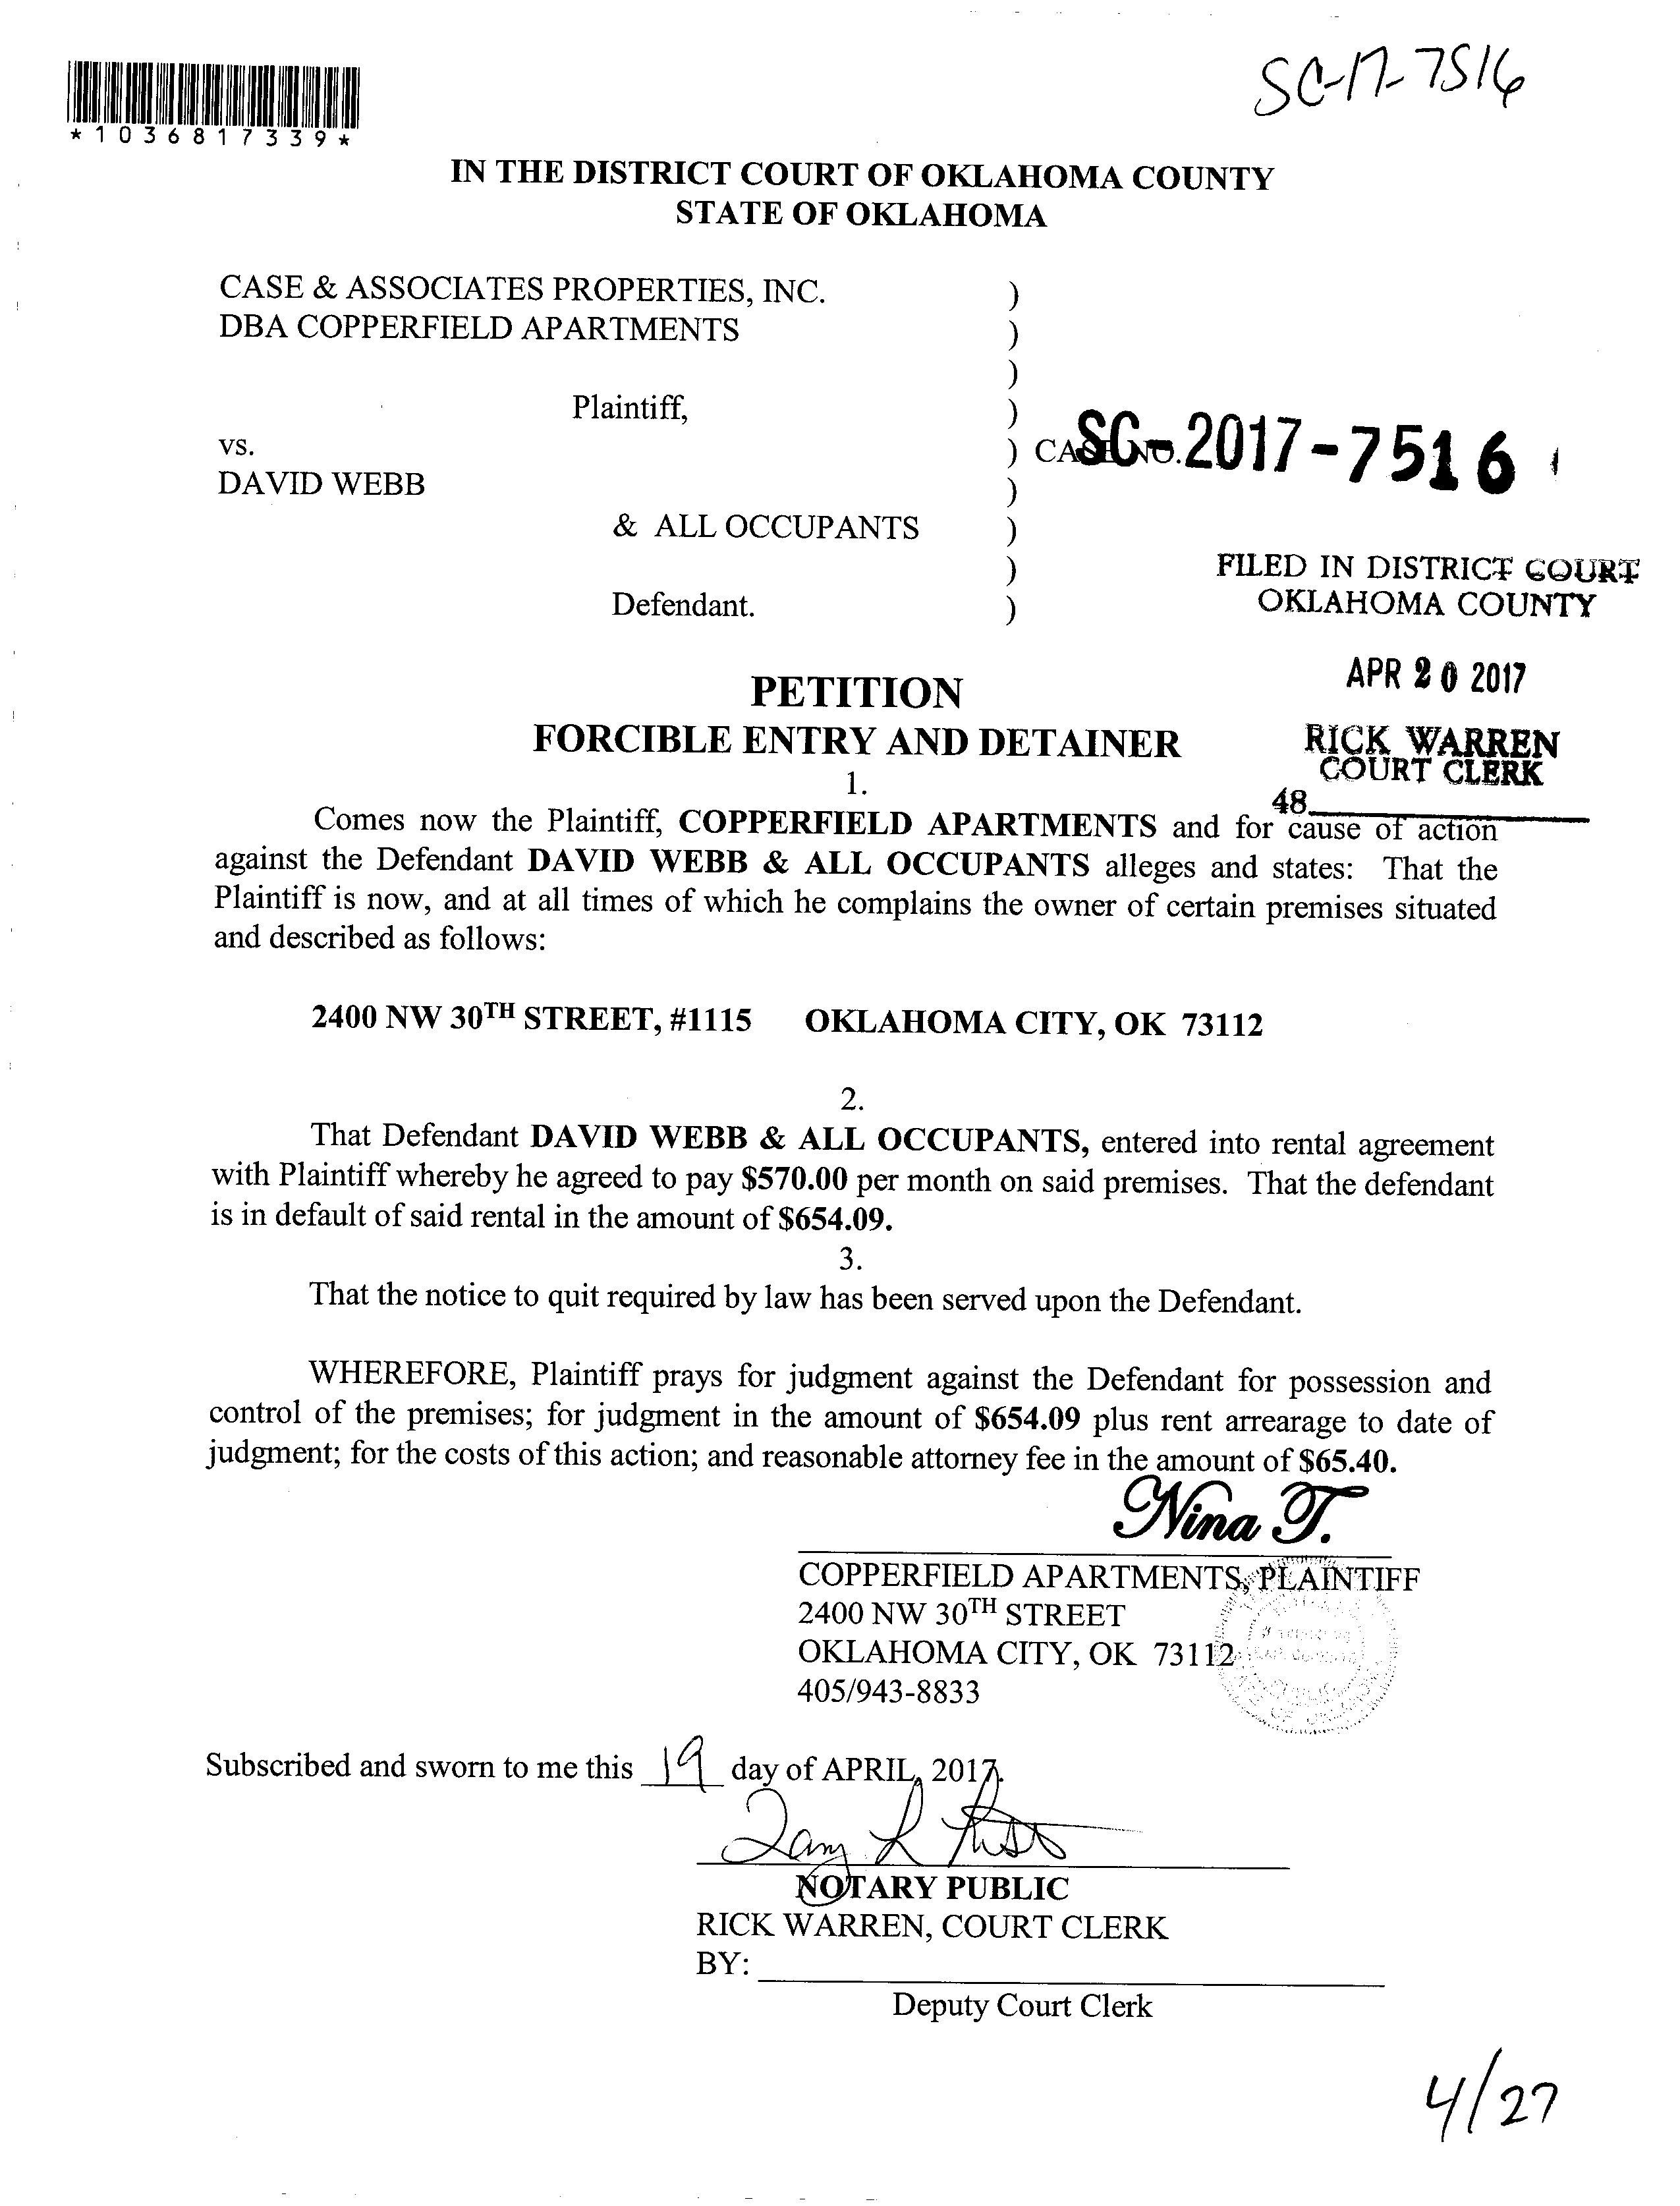 SC-17-7516
*1036817339*
IN THE DISTRICT COURT OF OKLAHOMA COUNTY
STATE OF OKLAHOMA
CASE & ASSOCIATES PROPERTIES, INC. )
DBA COPPERFIELD APARTMENTS )
)
Plaintiff, )
vs. ) CASE NO. SC-2017-7516
DAVID WEBB )
& ALL OCCUPANTS )
)
Defendant. )
FILED IN DISTRICT COURT
OKLAHOMA COUNTY
APR 20 2017
RICK WARREN
COURT CLERK
48
PETITION
FORCIBLE ENTRY AND DETAINER
1.
Comes now the Plaintiff, COPPERFIELD APARTMENTS and for cause of action
against the Defendant DAVID WEBB & ALL OCCUPANTS alleges and states: That the
Plaintiff is now, and at all times of which he complains the owner of certain premises situated
and described as follows:
2400 NW 30TH STREET, #1115 OKLAHOMA CITY, OK 73112
2.
That Defendant DAVID WEBB & ALL OCCUPANTS, entered into rental agreement
with Plaintiff whereby he agreed to pay $570.00 per month on said premises. That the defendant
is in default of said rental in the amount of $654.09.
3.
That the notice to quit required by law has been served upon the Defendant.
WHEREFORE, Plaintiff prays for judgment against the Defendant for possession and
control of the premises; for judgment in the amount of $654.09 plus rent arrearage to date of
judgment; for the costs of this action; and reasonable attorney fee in the amount of $65.40.
Nina T.
COPPERFIELD APARTMENTS, PLAINTIFF
2400 NW 30TH STREET
OKLAHOMA CITY, OK 73112
405/943-8833
Subscribed and sworn to me this 19 day of APRIL, 2017.
NOTARY PUBLIC
RICK WARREN, COURT CLERK
BY:
Deputy Court Clerk
4/27